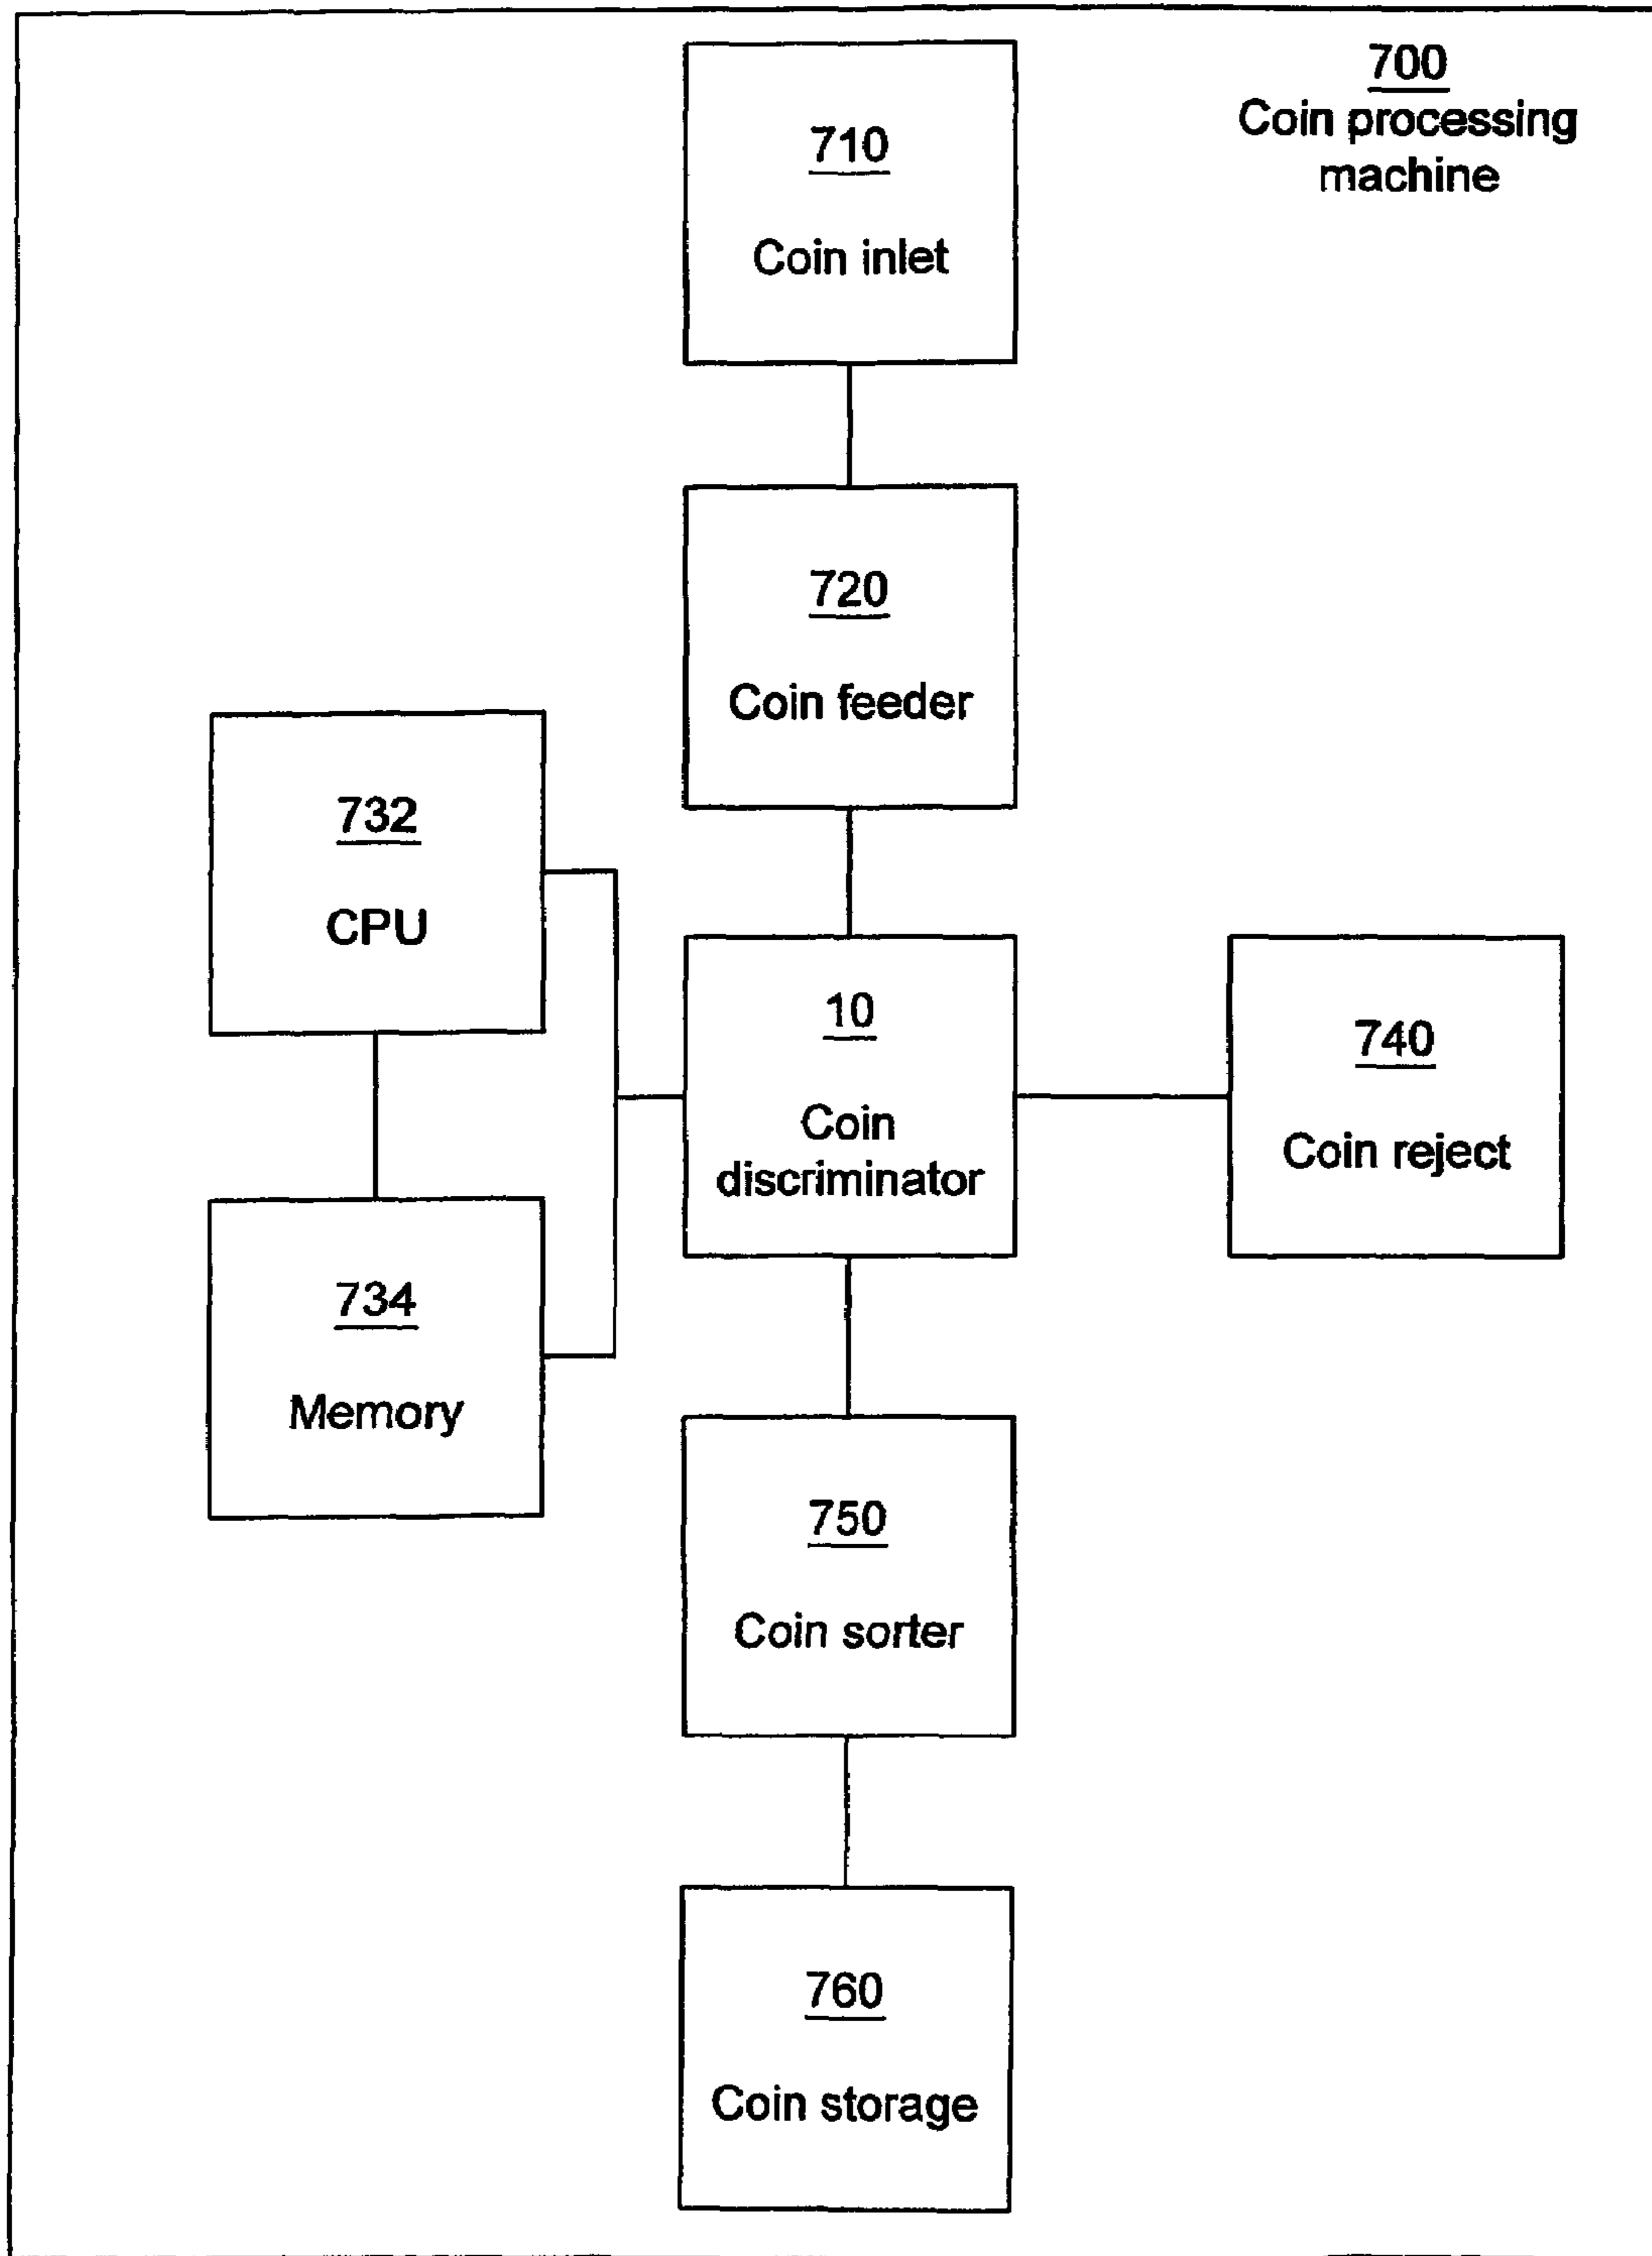 700
Coin processing
machine
710
Coin inlet
720
Coin feeder
732
CPU
10
Coin
discriminator
740
Coin reject
734
Memory
750
Coin sorter
760
Coin storage